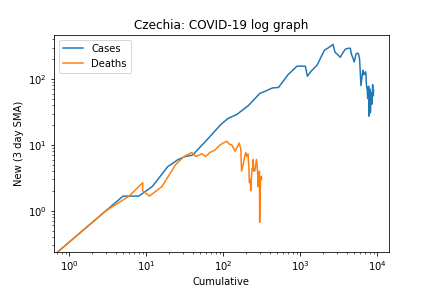 Czechia: COVID-19 log graph
Cases
Deaths
New (3 day SMA)
10²
10¹
10⁰
10⁰ 10¹ 10² 10³ 10⁴
Cumulative